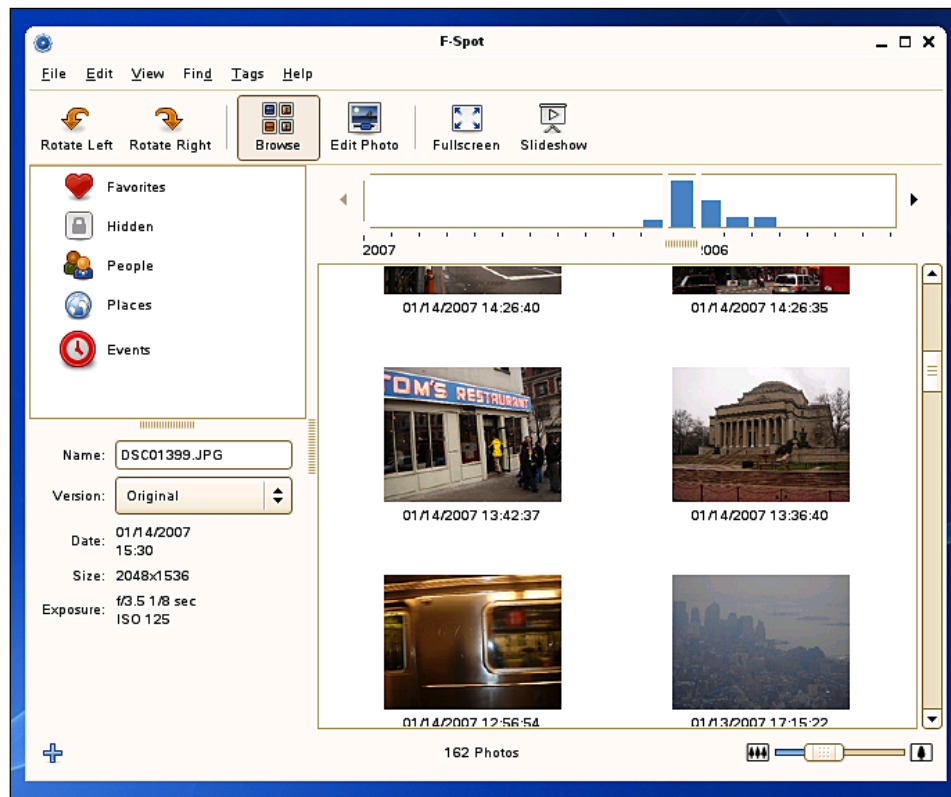 F-Spot
File Edit View Find Tags Help
Rotate Left Rotate Right Browse Edit Photo Fullscreen Slideshow
Favorites
Hidden
People
Places
Events
2007 2006
01/14/2007 14:26:40 01/14/2007 14:26:35
TOM'S RESTAURANT
01/14/2007 13:42:37 01/14/2007 13:36:40
01/14/2007 12:56:54 01/13/2007 17:15:22
Name: DSC01399.JPG
Version: Original
Date: 01/14/2007
15:30
Size: 2048x1536
Exposure: f/3.5 1/8 sec
ISO 125
162 Photos